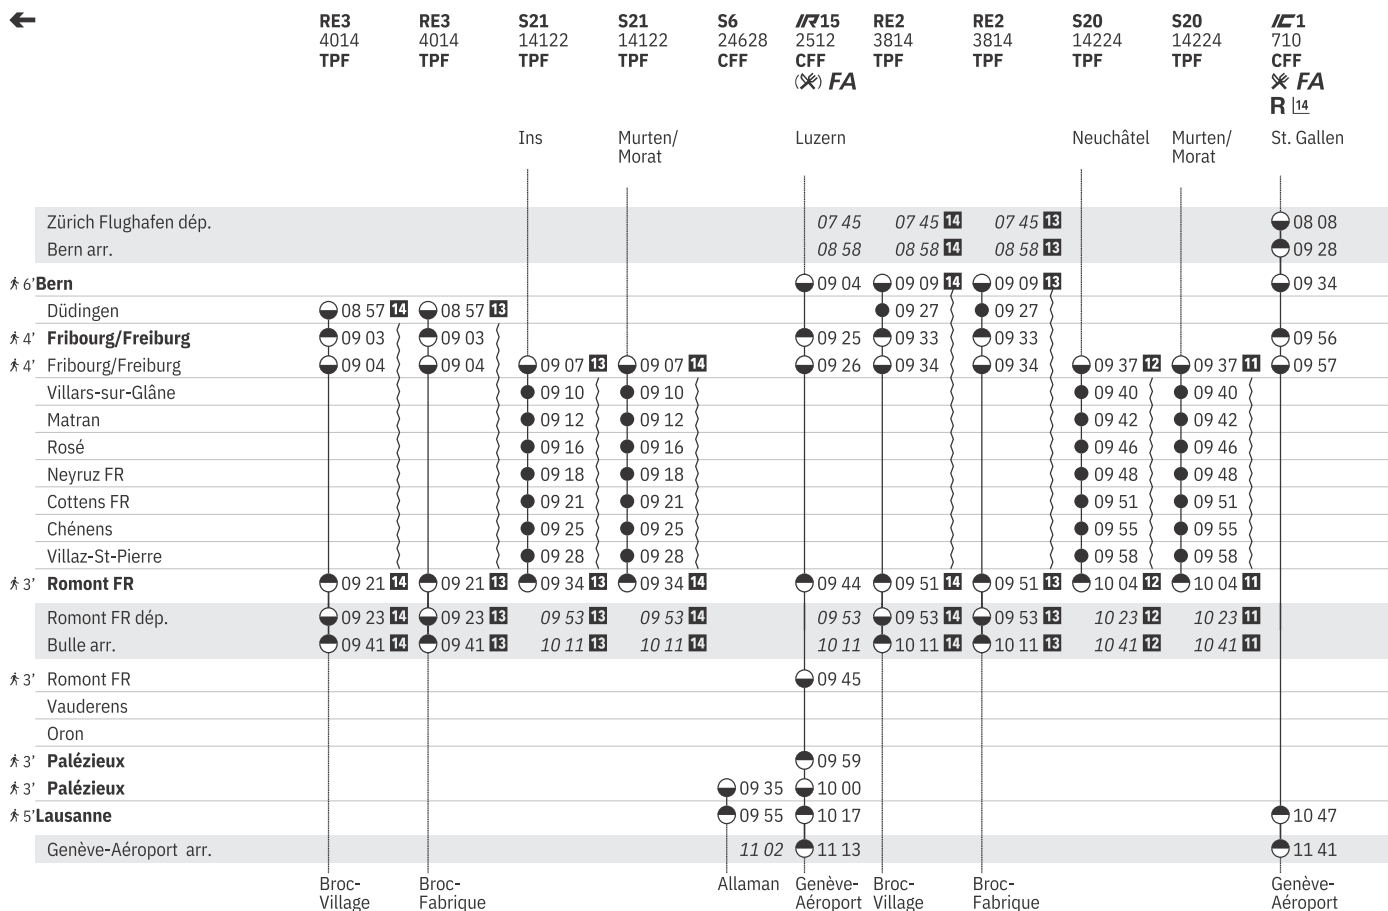 RE3 RE3 S21 S21 S6 IR15 RE2 RE2 S20 S20 IC1
4014 4014 14122 14122 24628 2512 3814 3814 14224 14224 710
TPF TPF TPF TPF CFF CFF TPF TPF TPF TPF CFF
( ) FA FA
R 14
Ins Murten/ Luzern Neuchâtel Murten/ St. Gallen
Morat Morat
Zürich Flughafen dép. 07 45 07 45 14 07 45 13 08 08
Bern arr. 08 58 08 58 14 08 58 13 09 28
6' Bern 09 04 09 09 14 09 09 13 09 34
Düdingen 08 57 14 08 57 13 09 27 09 27
4' Fribourg/Freiburg 09 03 09 03 09 25 09 33 09 33 09 56
4' Fribourg/Freiburg 09 04 09 04 09 07 13 09 07 14 09 26 09 34 09 34 09 37 12 09 37 11 09 57
Villars-sur-Glâne 09 10 09 10 09 40 09 40
Matran 09 12 09 12 09 42 09 42
Rosé 09 16 09 16 09 46 09 46
Neyruz FR 09 18 09 18 09 48 09 48
Cottens FR 09 21 09 21 09 51 09 51
Chénens 09 25 09 25 09 55 09 55
Villaz-St-Pierre 09 28 09 28 09 58 09 58
3' Romont FR 09 21 14 09 21 13 09 34 13 09 34 14 09 44 09 51 14 09 51 13 10 04 12 10 04 11
Romont FR dép. 09 23 14 09 23 13 09 53 13 09 53 14 09 53 09 53 14 09 53 13 10 23 12 10 23 11
Bulle arr. 09 41 14 09 41 13 10 11 13 10 11 14 10 11 10 11 14 10 11 13 10 41 12 10 41 11
3' Romont FR 09 45
Vauderens
Oron
3' Palézieux 09 59
3' Palézieux 09 35 10 00
5' Lausanne 09 55 10 17 10 47
Genève-Aéroport arr. 11 02 11 13 11 41
Broc- Broc- Allaman Genève- Broc- Broc- Genève-
Village Fabrique Aéroport Village Fabrique Aéroport